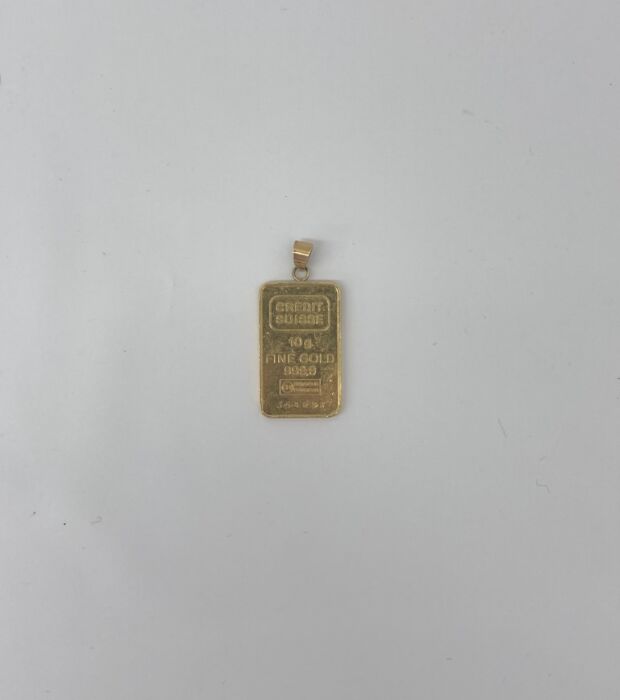 CREDIT
SUISSE
10g
FINE GOLD
999,9